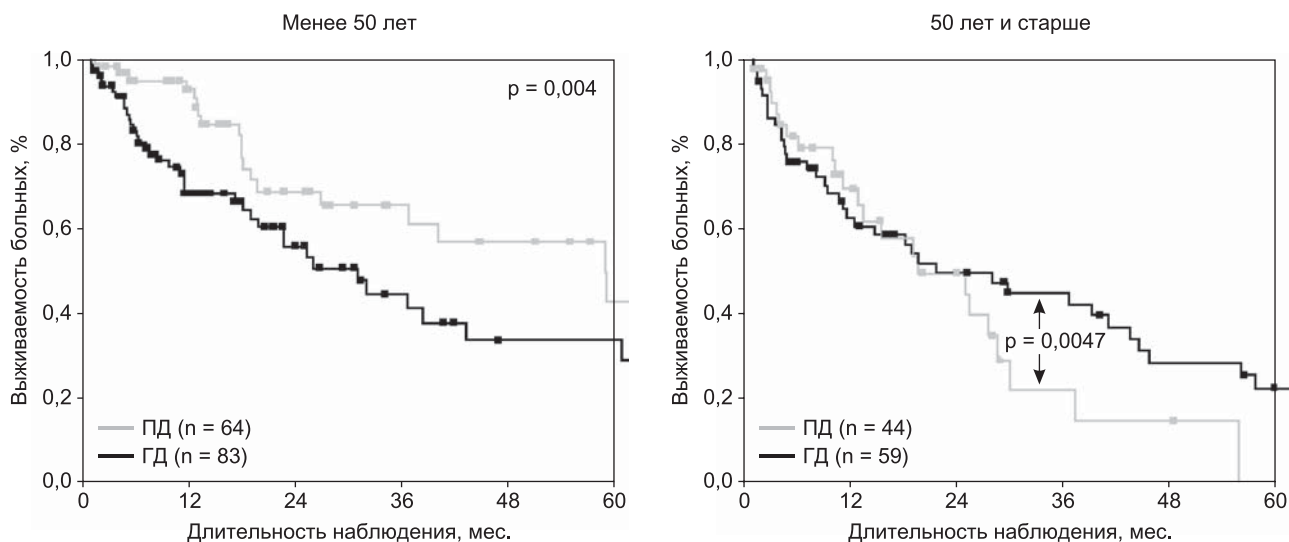 Менее 50 лет
Выживаемость больных, %
1,0
0,8
0,6
0,4
0,2
0,0
p = 0,004
ПД (n = 64)
ГД (n = 83)
0 12 24 36 48 60
Длительность наблюдения, мес.
50 лет и старше
Выживаемость больных, %
1,0
0,8
0,6
0,4
0,2
0,0
p = 0,0047
ПД (n = 44)
ГД (n = 59)
0 12 24 36 48 60
Длительность наблюдения, мес.